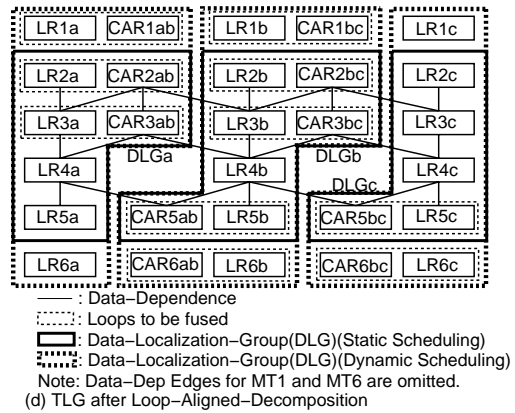 LR1a CAR1ab LR1b CAR1bc LR1c
LR2a CAR2ab LR2b CAR2bc LR2c
LR3a CAR3ab LR3b CAR3bc LR3c
DLGa DLGb
LR4a LR4b LR4c
DLGc
LR5a CAR5ab LR5b CAR5bc LR5c
LR6a CAR6ab LR6b CAR6bc LR6c
: Data-Dependence
: Loops to be fused
: Data-Localization-Group(DLG)(Static Scheduling)
: Data-Localization-Group(DLG)(Dynamic Scheduling)
Note: Data-Dep Edges for MT1 and MT6 are omitted.
(d) TLG after Loop-Aligned-Decomposition